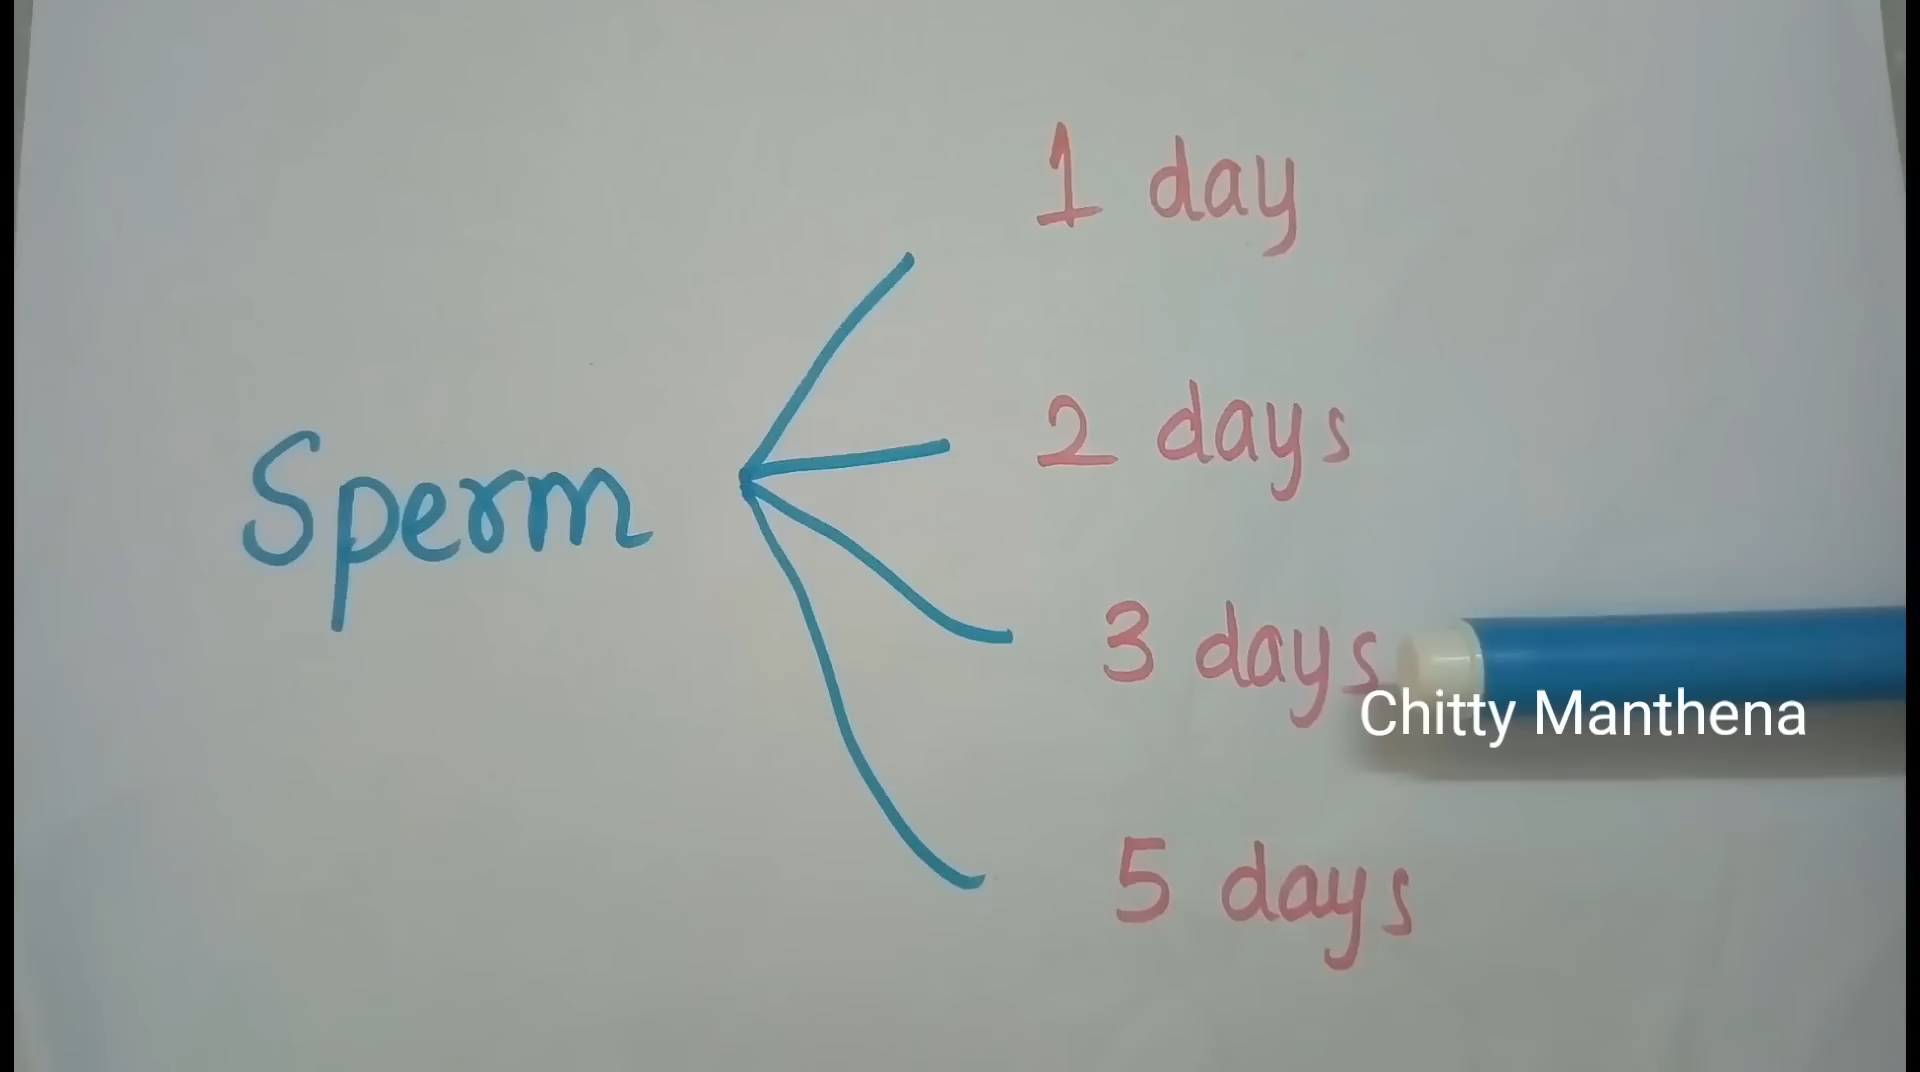 1 day
Sperm
2 days
3 days
Chitty Manthena
5 days